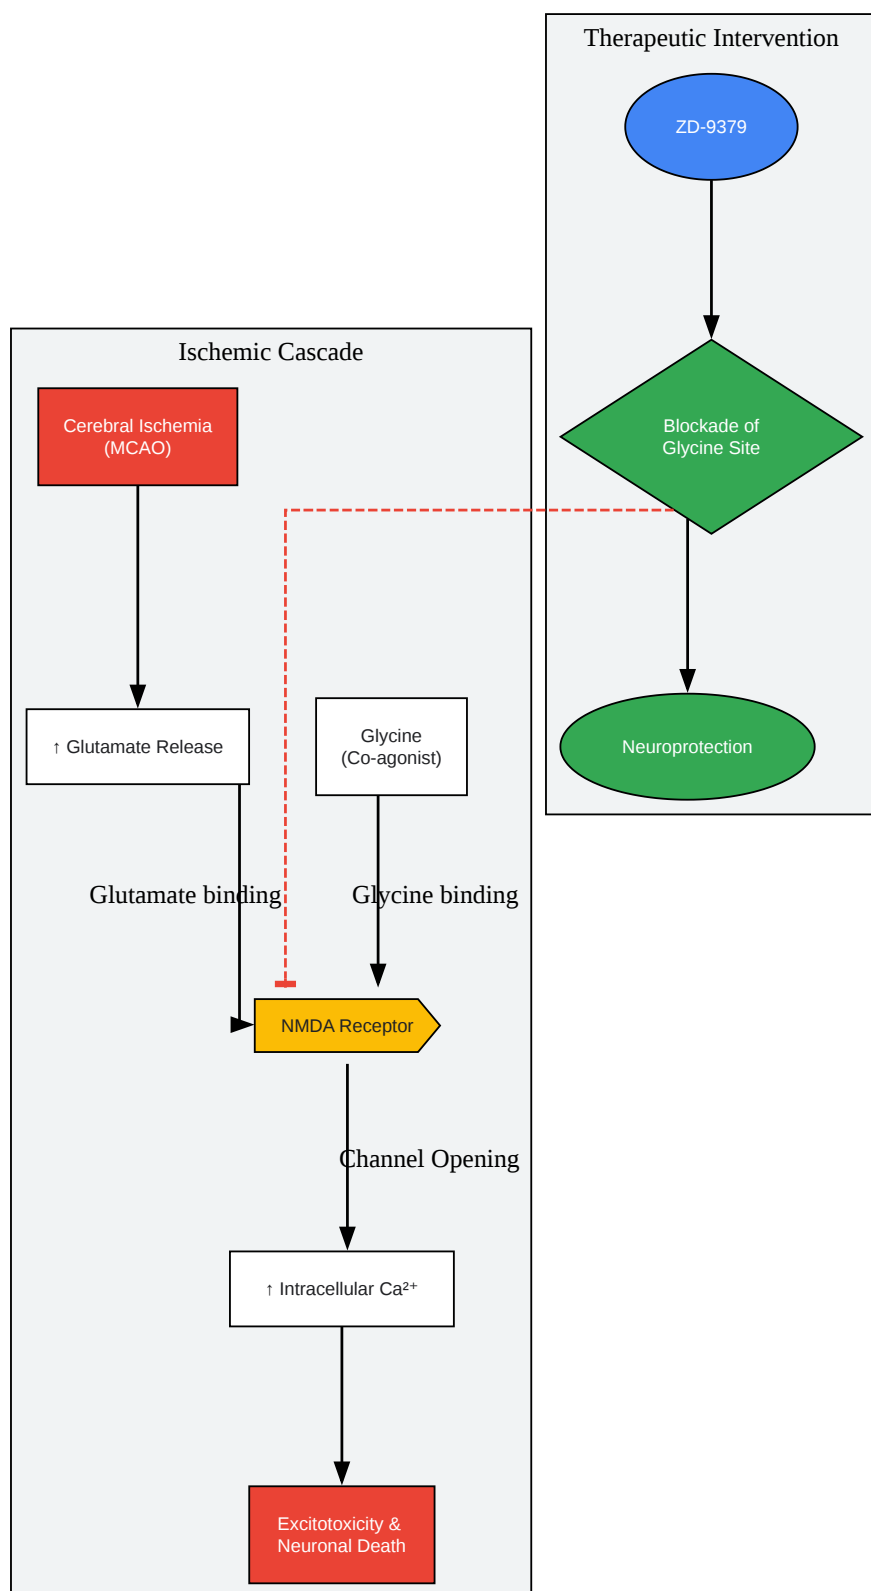 Therapeutic Intervention
ZD-9379
Blockade of
Glycine Site
Neuroprotection
Ischemic Cascade
Cerebral Ischemia
(MCAO)
↑ Glutamate Release
Glycine
(Co-agonist)
Glutamate binding
Glycine binding
NMDA Receptor
Channel Opening
↑ Intracellular Ca²⁺
Excitotoxicity &
Neuronal Death